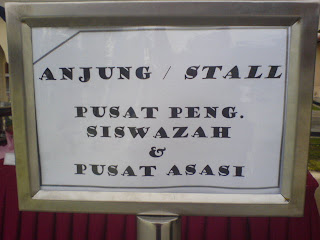 ANJUNG / STALL
PUSAT PENG.
SISWAZAH
&
PUSAT ASASI